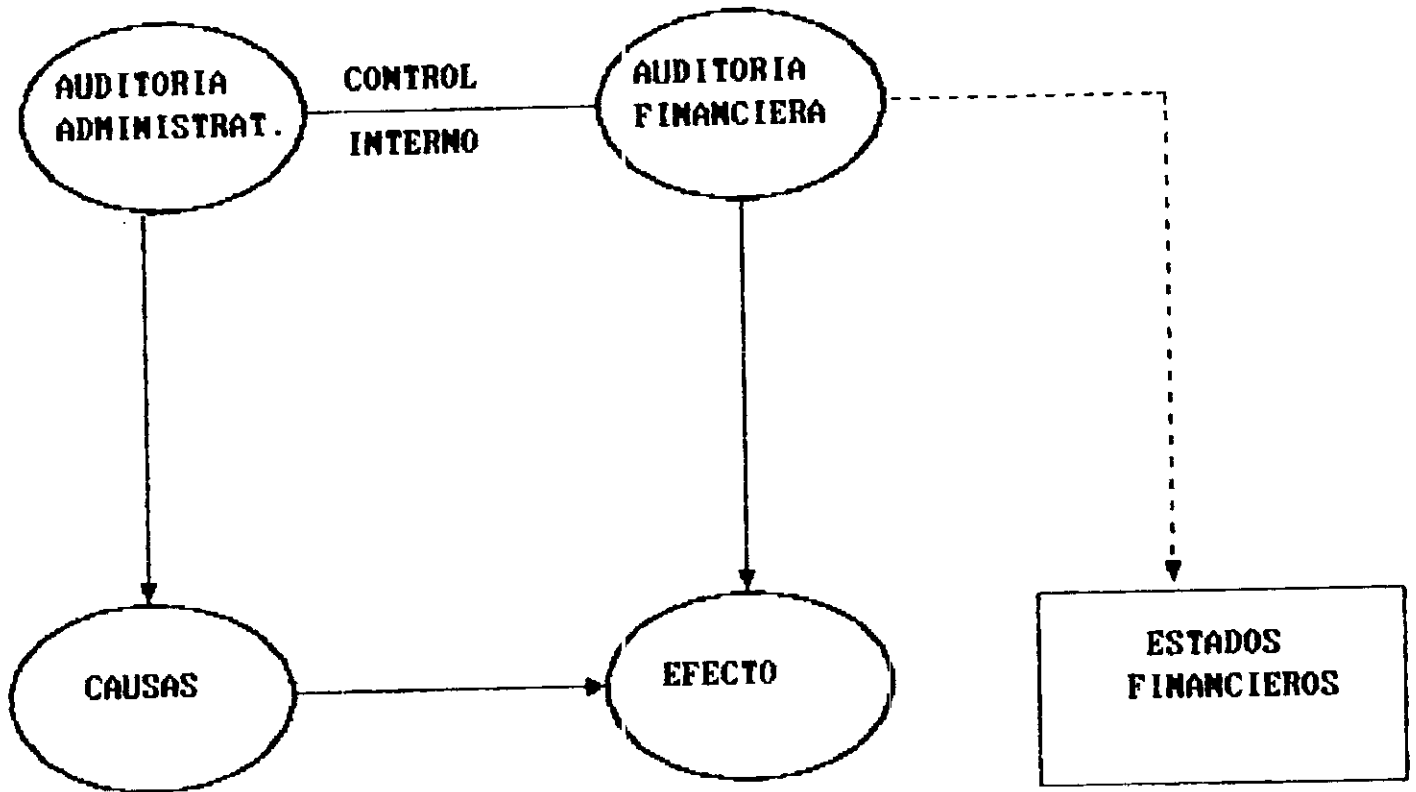 AUDITORIA
ADMINISTRAT.
CONTROL
INTERNO
AUDITORIA
FINANCIERA
CAUSAS
EFECTO
ESTADOS
FINANCIEROS